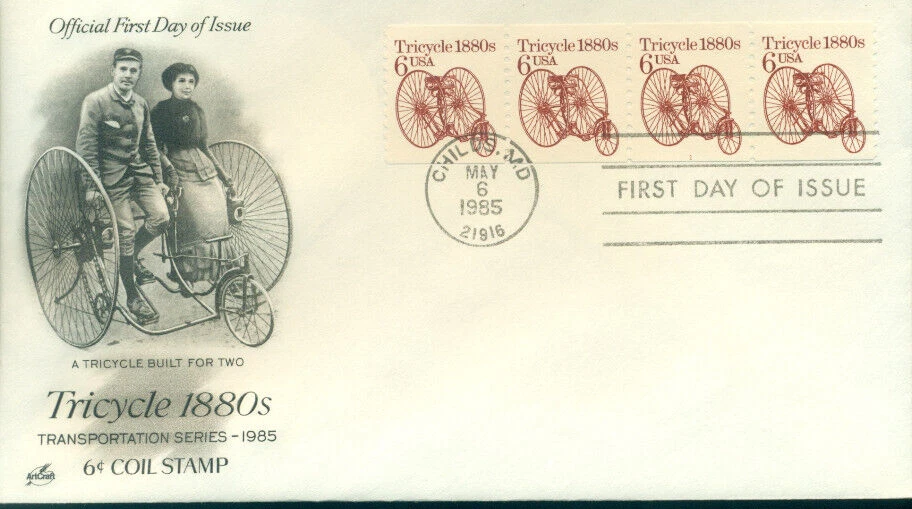 Official First Day of Issue
Tricycle 1880s
6 USA
Tricycle 1880s
6 USA
Tricycle 1880s
6 USA
Tricycle 1880s
6 USA
CHILDS, MD
MAY
6
1985
21916
FIRST DAY OF ISSUE
A TRICYCLE BUILT FOR TWO
Tricycle 1880s
TRANSPORTATION SERIES - 1985
6¢ COIL STAMP
ArtCraft